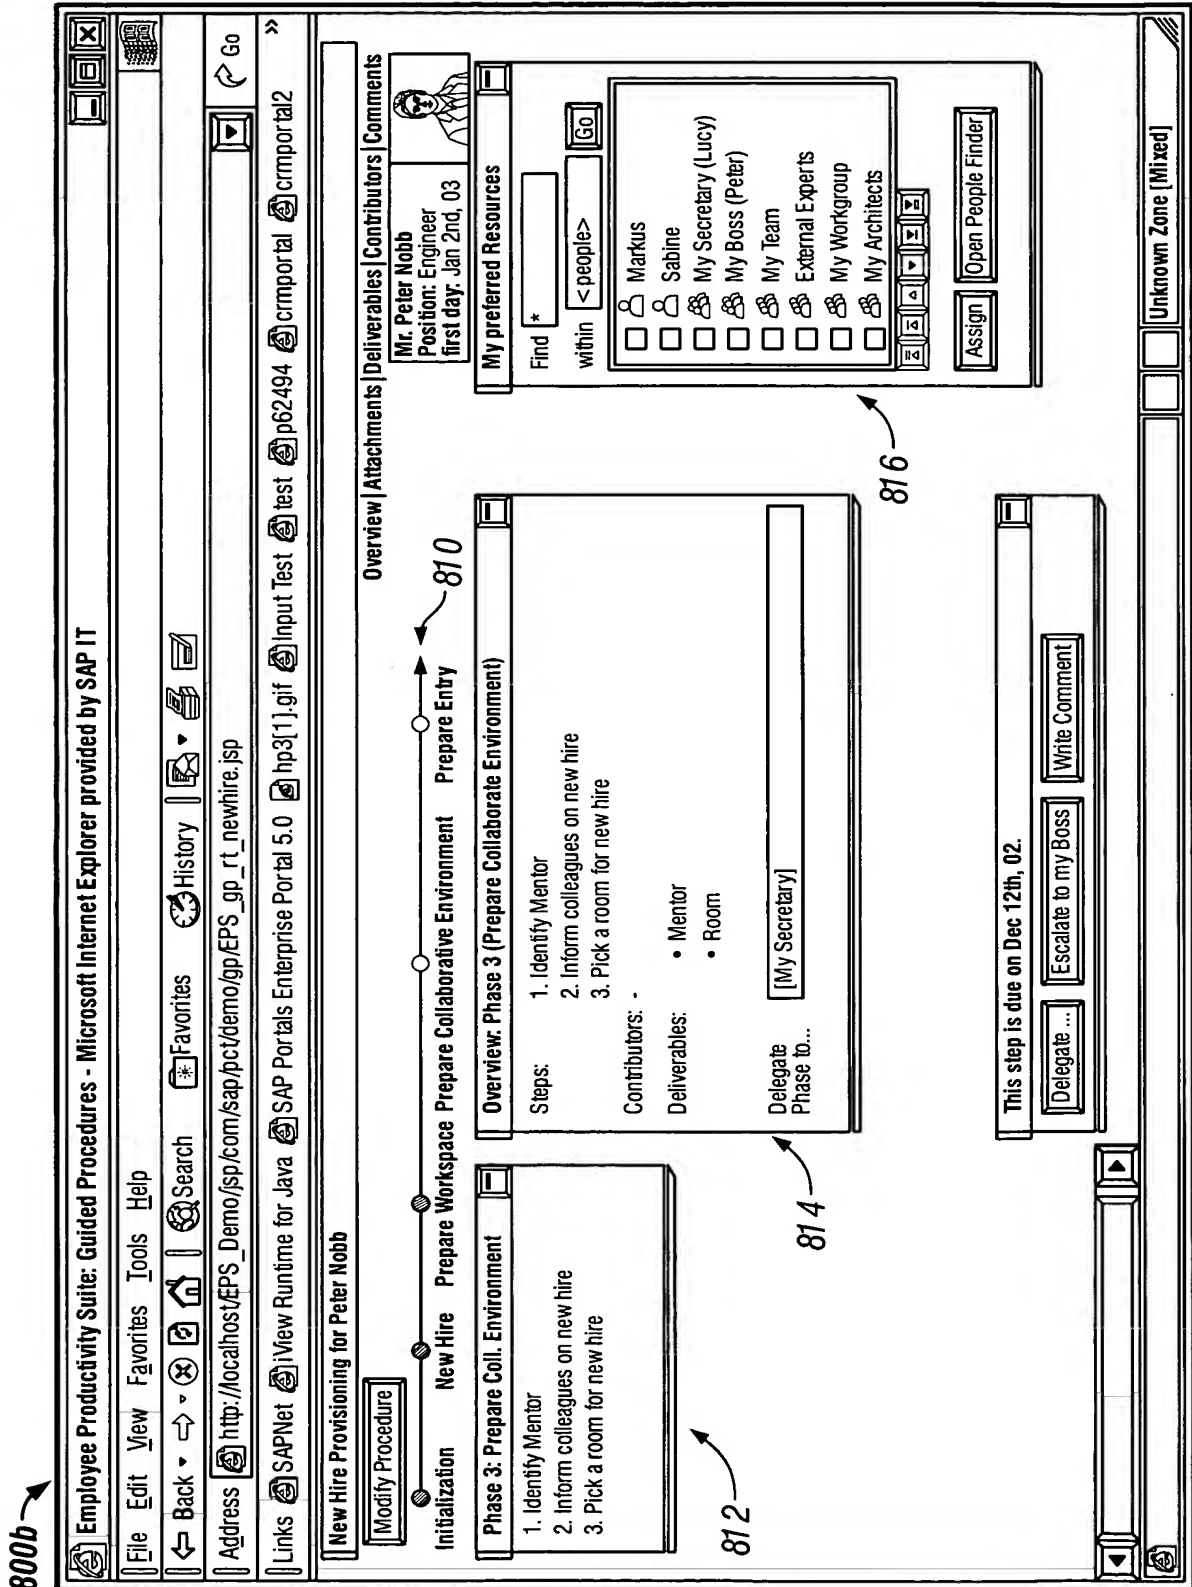 800b
Employee Productivity Suite: Guided Procedures - Microsoft Internet Explorer provided by SAP IT
File Edit View Favorites Tools Help
Back Search Favorites History
Address http://localhost/EPS_Demo/jsp/com/sap/pct/demo/gp/EPS_gp_rt_newhire.jsp Go
Links SAPNet iView Runtime for Java SAP Portals Enterprise Portal 5.0 hp3[1].gif Input Test test p62494 crmportal crmportal2 »
New Hire Provisioning for Peter Nobb
Overview | Attachments | Deliverables | Contributors | Comments
Modify Procedure
Mr. Peter Nobb
Position: Engineer
first day: Jan 2nd, 03
810
Initialization New Hire Prepare Workspace Prepare Collaborative Environment Prepare Entry
Phase 3: Prepare Coll. Environment
1. Identify Mentor
2. Inform colleagues on new hire
3. Pick a room for new hire
812
Overview: Phase 3 (Prepare Collaborate Environment)
Steps: 1. Identify Mentor
2. Inform colleagues on new hire
3. Pick a room for new hire
Contributors: -
Deliverables: • Mentor
• Room
Delegate
Phase to... [My Secretary]
814
My preferred Resources
Find *
within <people> Go
Markus
Sabine
My Secretary (Lucy)
My Boss (Peter)
My Team
External Experts
My Workgroup
My Architects
Assign Open People Finder
816
This step is due on Dec 12th, 02.
Delegate ... Escalate to my Boss Write Comment
Unknown Zone [Mixed]